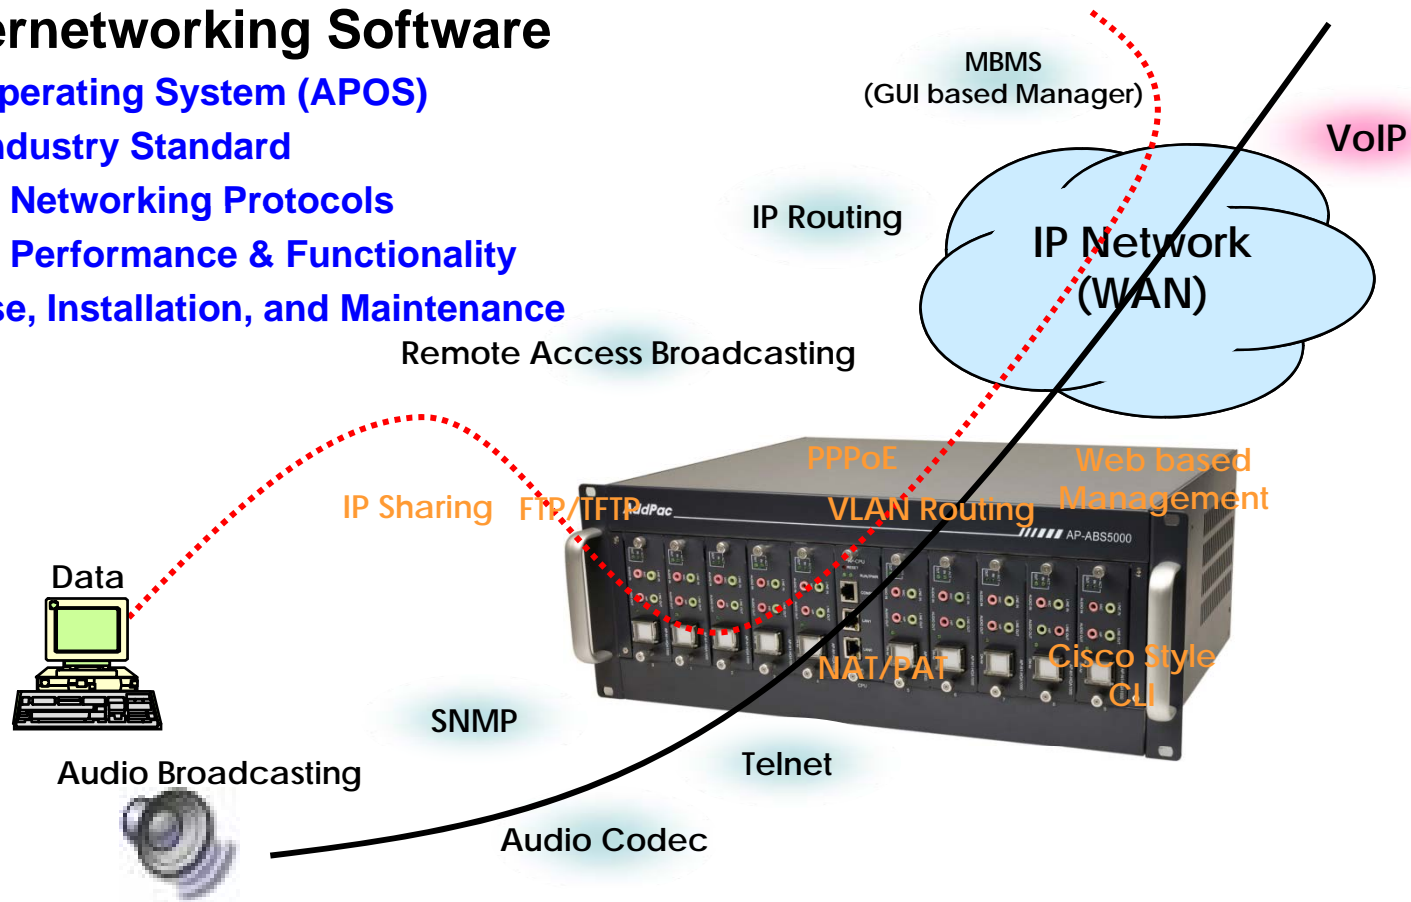 ernetworking Software
perating System (APOS)
ndustry Standard
Networking Protocols
Performance & Functionality
se, Installation, and Maintenance
MBMS
(GUI based Manager)
VoIP
IP Routing
IP Network
(WAN)
Remote Access Broadcasting
PPPoE
Web based
Management
IP Sharing
FTP/TFTP
VLAN Routing
AddPac
AP-ABS5000
Data
NAT/PAT
Cisco Style
CLI
SNMP
Telnet
Audio Broadcasting
Audio Codec